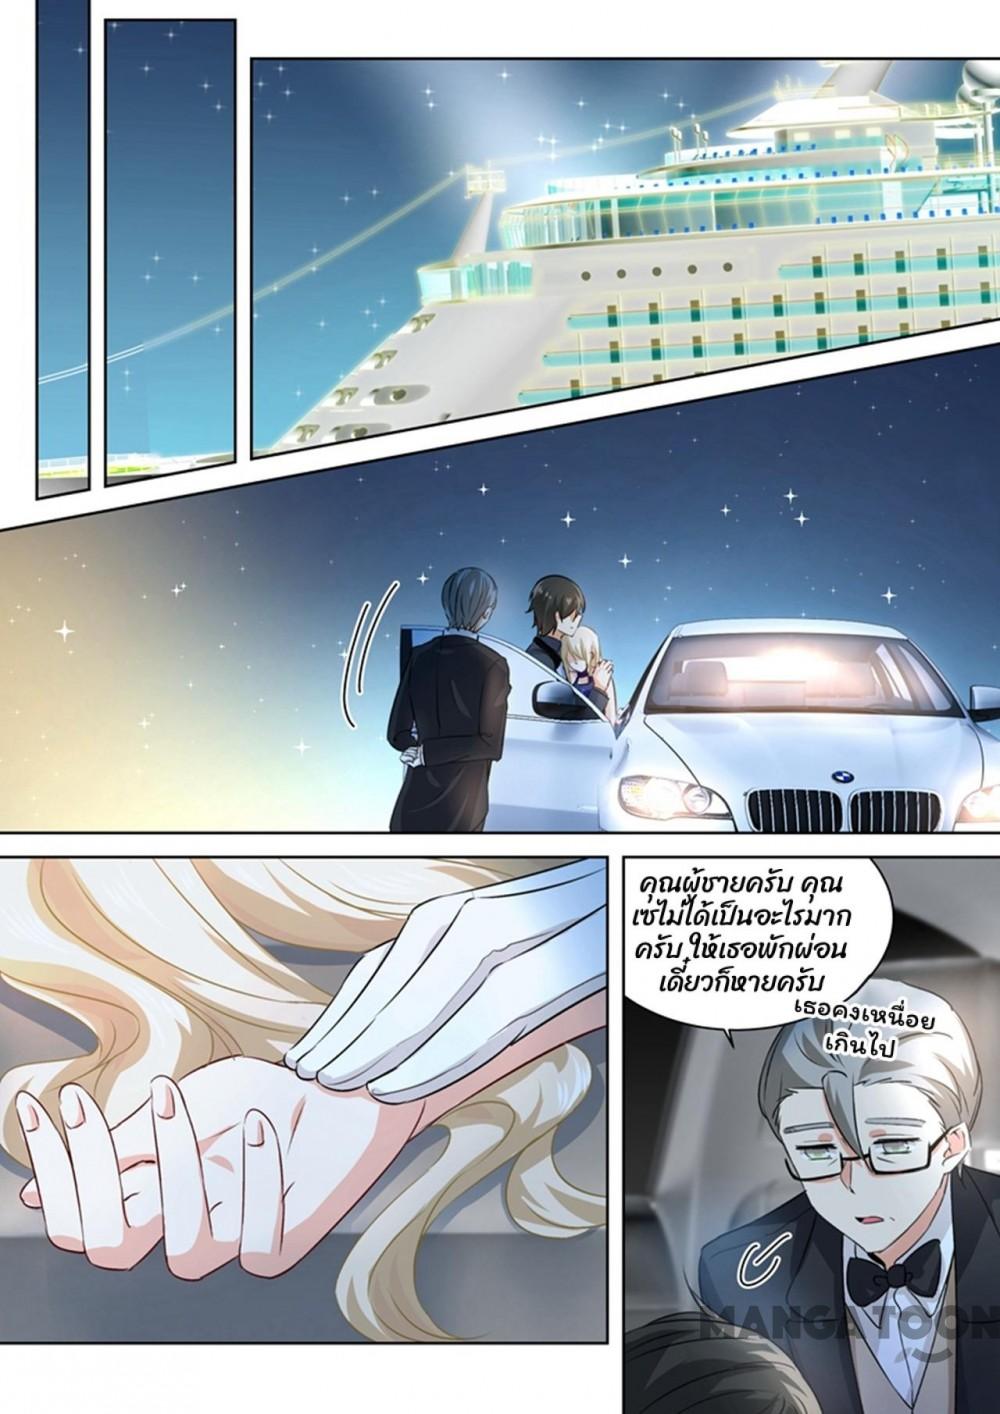 คุณผู้ชายครับ คุณ
เซไม่ได้เป็นอะไรมาก
ครับ ให้เธอพักผ่อน
เดี๋ยวก็หายครับ
เธอคงเหนื่อย
เกินไป
MANGATOON